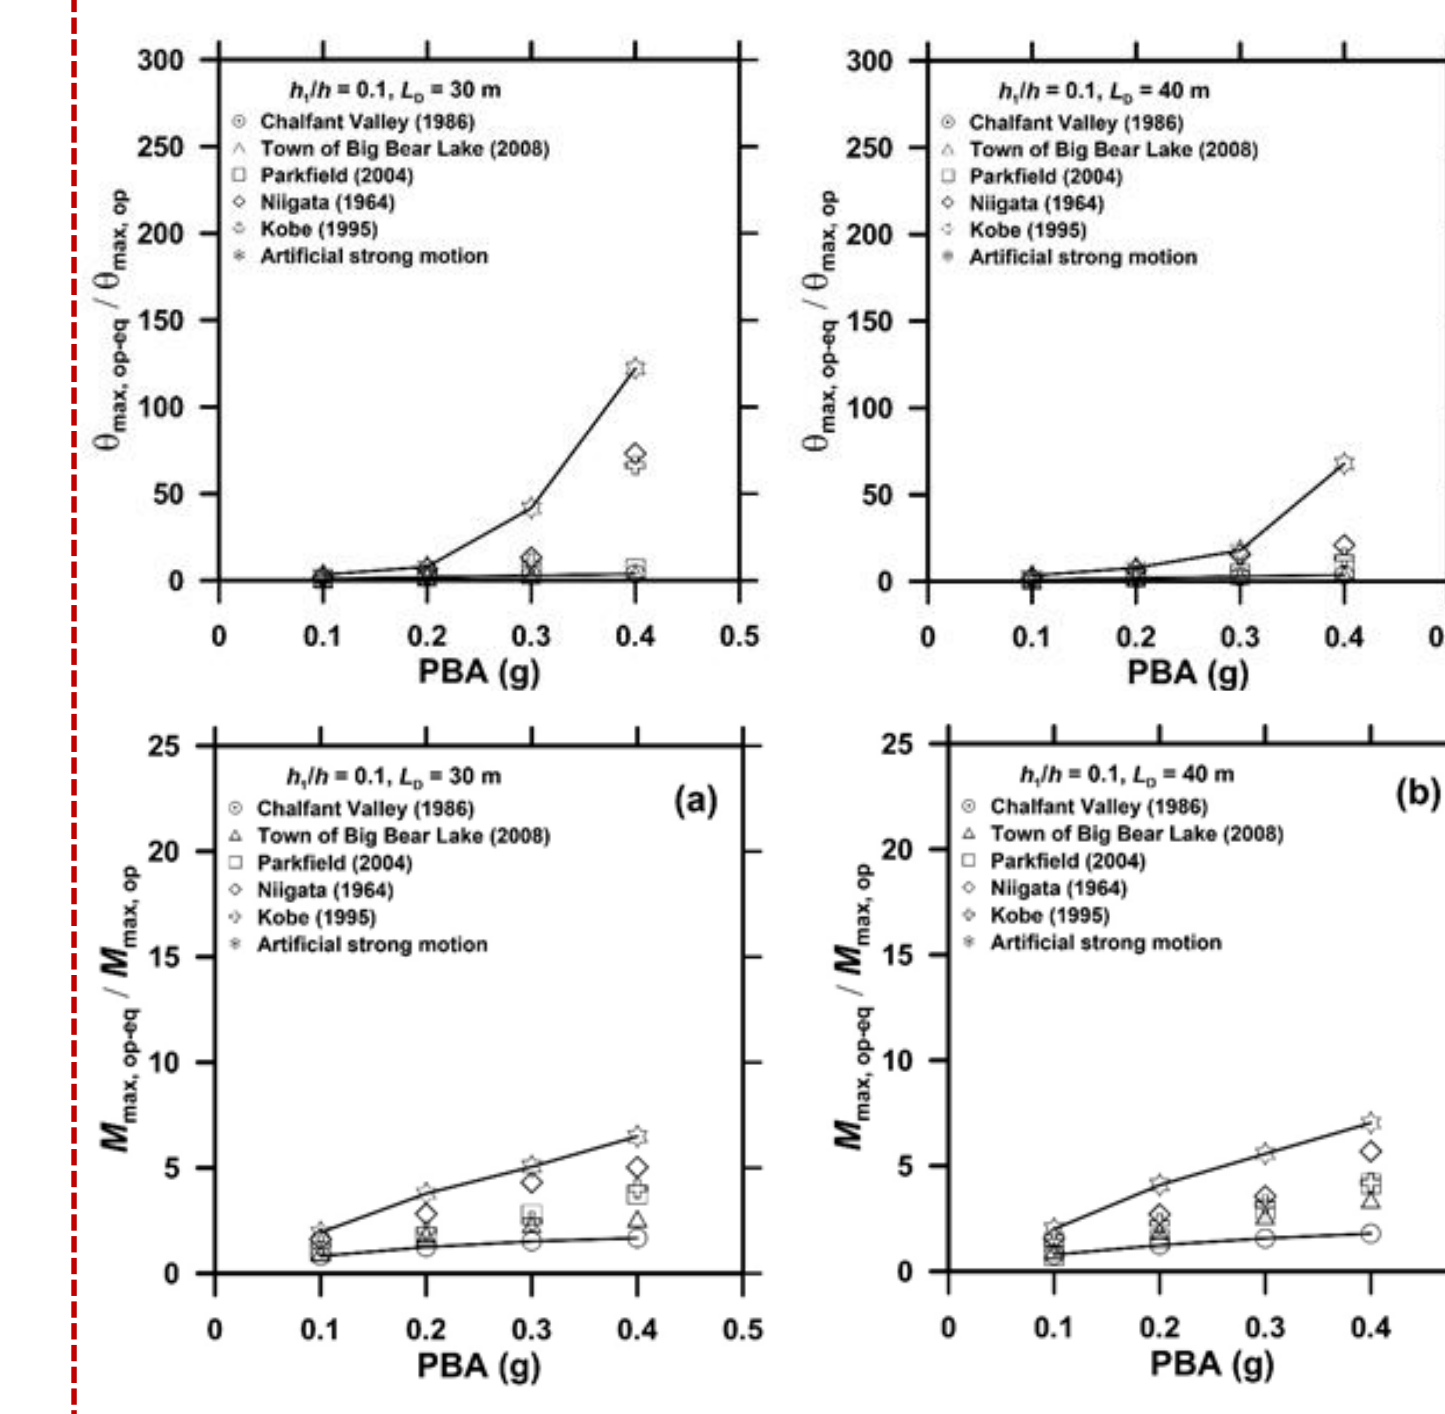 300
250
200
150
100
50
0
θmax, op-eq / θmax, op
h₁/h = 0.1, LD = 30 m
Chalfant Valley (1986)
Town of Big Bear Lake (2008)
Parkfield (2004)
Niigata (1964)
Kobe (1995)
Artificial strong motion
0 0.1 0.2 0.3 0.4 0.5
PBA (g)
300
250
200
150
100
50
0
θmax, op-eq / θmax, op
h₁/h = 0.1, LD = 40 m
Chalfant Valley (1986)
Town of Big Bear Lake (2008)
Parkfield (2004)
Niigata (1964)
Kobe (1995)
Artificial strong motion
0 0.1 0.2 0.3 0.4 0
PBA (g)
25
20
15
10
5
0
Mmax, op-eq / Mmax, op
h₁/h = 0.1, LD = 30 m
(a)
Chalfant Valley (1986)
Town of Big Bear Lake (2008)
Parkfield (2004)
Niigata (1964)
Kobe (1995)
Artificial strong motion
0 0.1 0.2 0.3 0.4 0.5
PBA (g)
25
20
15
10
5
0
Mmax, op-eq / Mmax, op
h₁/h = 0.1, LD = 40 m
(b)
Chalfant Valley (1986)
Town of Big Bear Lake (2008)
Parkfield (2004)
Niigata (1964)
Kobe (1995)
Artificial strong motion
0 0.1 0.2 0.3 0.4
PBA (g)